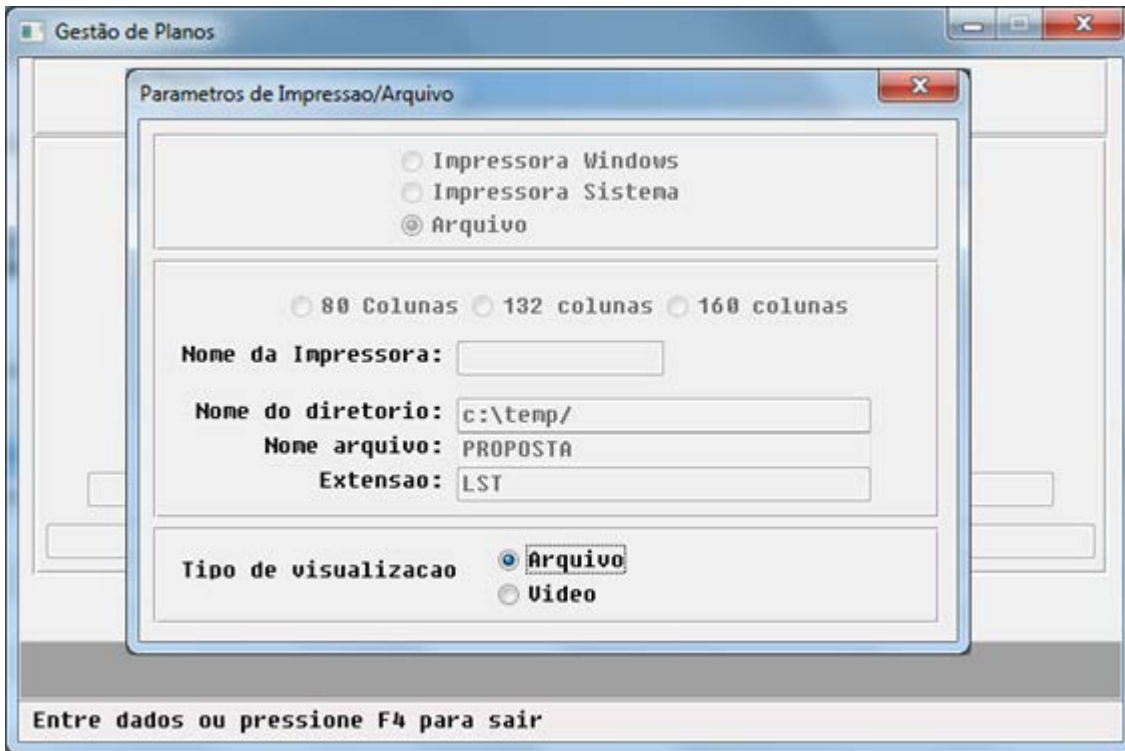 Gestão de Planos
Parametros de Impressao/Arquivo
Impressora Windows
Impressora Sistema
Arquivo
80 Colunas 132 colunas 160 colunas
Nome da Impressora:
Nome do diretorio: c:\temp/
Nome arquivo: PROPOSTA
Extensao: LST
Tipo de visualizacao Arquivo
Video
Entre dados ou pressione F4 para sair